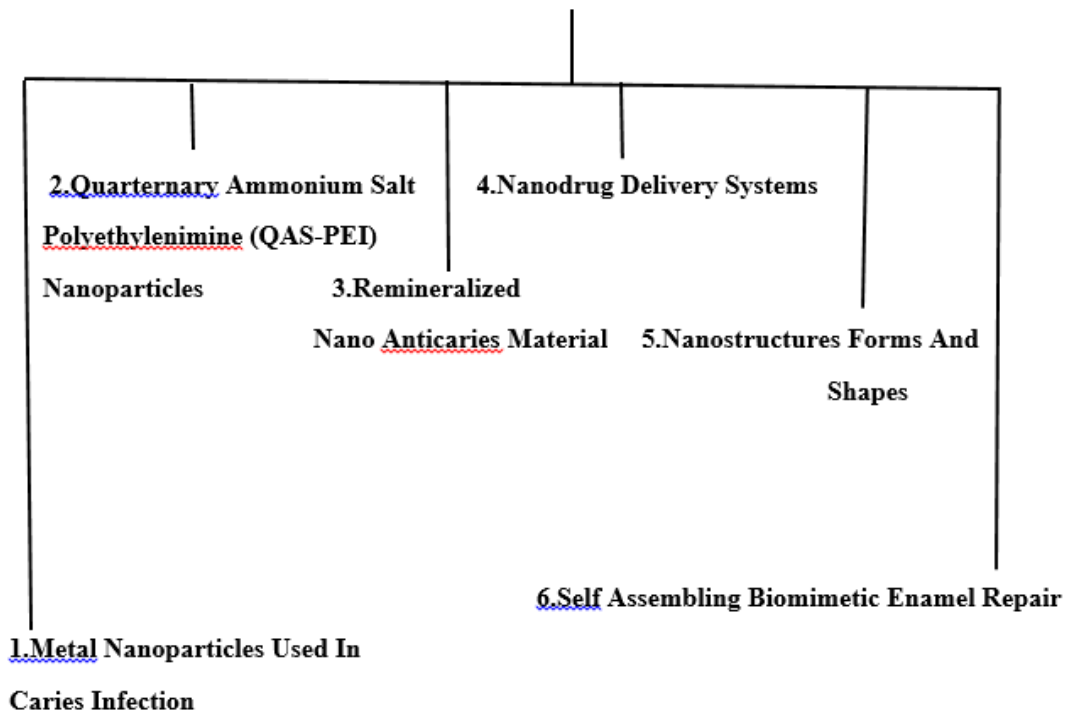 2.Quarternary Ammonium Salt
Polyethylenimine (QAS-PEI)
Nanoparticles
4.Nanodrug Delivery Systems
3.Remineralized
Nano Anticaries Material
5.Nanostructures Forms And
Shapes
6.Self Assembling Biomimetic Enamel Repair
1.Metal Nanoparticles Used In
Caries Infection